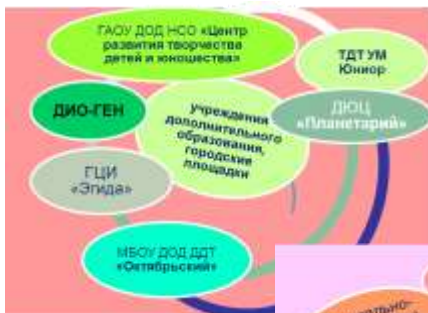 ГАОУ ДОД НСО «Центр
развития творчества
детей и юношества»
ТДТ УМ
Юниор
ДИО-ГЕН
Учреждения
дополнительного
образования,
городские
площадки
ДЮЦ
«Планетарий»
ГЦИ
«Эгида»
МБОУ ДОД ДДТ
«Октябрьский»